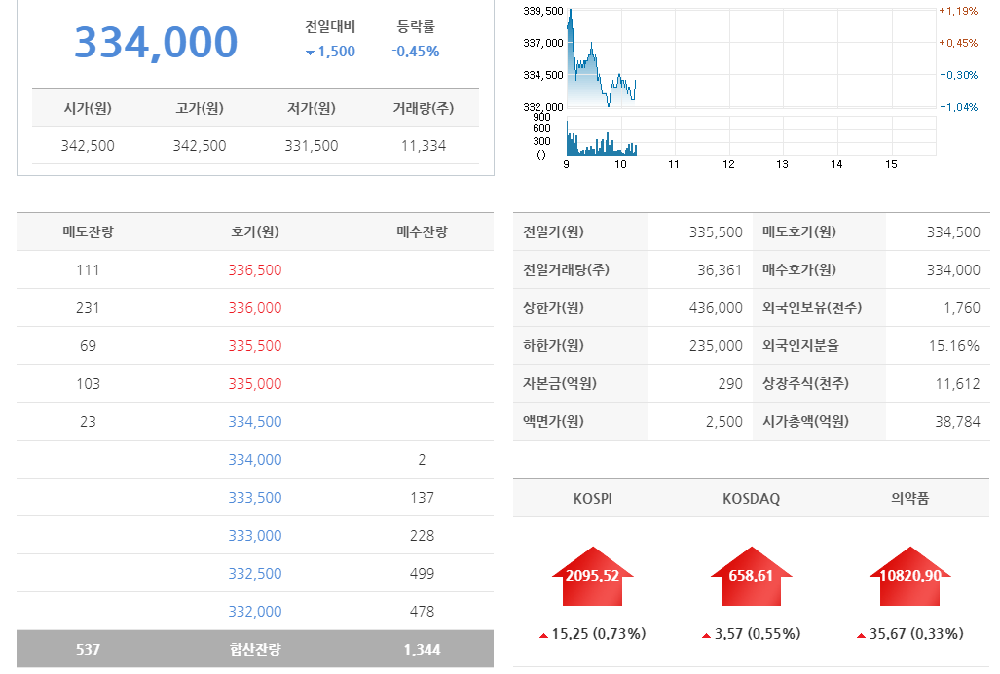 334,000
전일대비 등락률
▼1,500 -0.45%
시가(원) 고가(원) 저가(원) 거래량(주)
342,500 342,500 331,500 11,334
339,500 +1,19%
337,000 +0,45%
334,500 -0,30%
332,000 -1,04%
900
600
300
()
9 10 11 12 13 14 15
매도잔량 호가(원) 매수잔량
111 336,500
231 336,000
69 335,500
103 335,000
23 334,500
334,000 2
333,500 137
333,000 228
332,500 499
332,000 478
537 합산잔량 1,344
전일가(원) 335,500 매도호가(원) 334,500
전일거래량(주) 36,361 매수호가(원) 334,000
상한가(원) 436,000 외국인보유(천주) 1,760
하한가(원) 235,000 외국인지분율 15.16%
자본금(억원) 290 상장주식(천주) 11,612
액면가(원) 2,500 시가총액(억원) 38,784
KOSPI KOSDAQ 의약품
2095.52 658.61 10820.90
▲15.25 (0.73%) ▲3.57 (0.55%) ▲35.67 (0.33%)